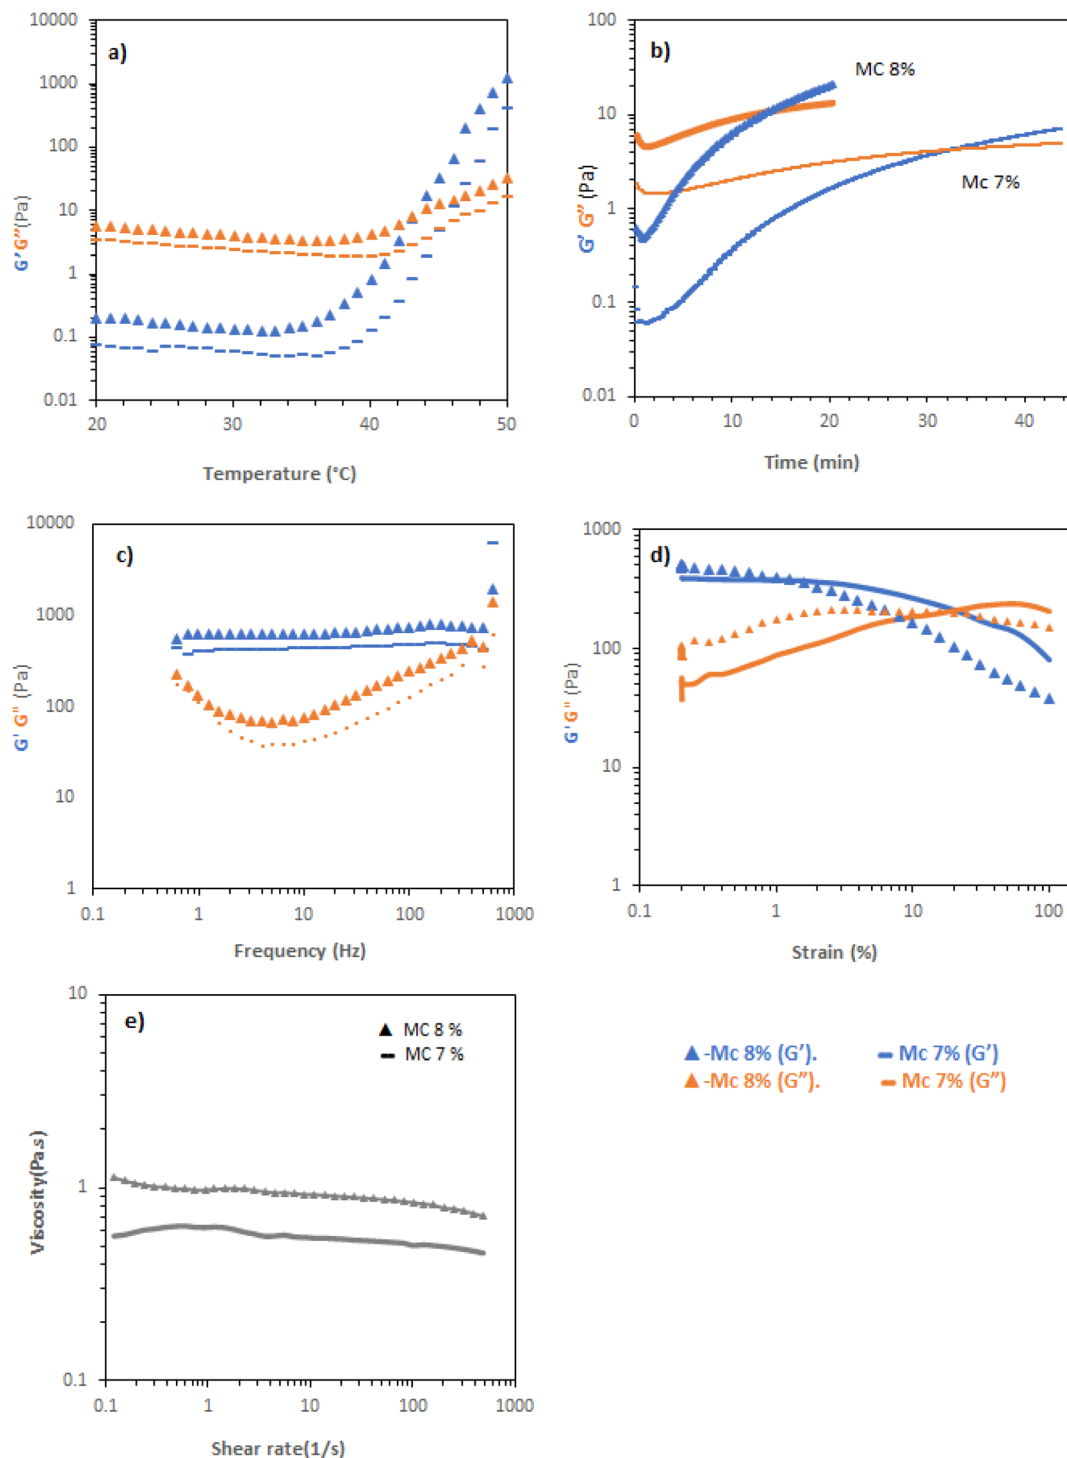 a)
10000
1000
100
10
1
0.1
0.01
G' G"(Pa)
20
30
40
50
Temperature (°C)
b)
100
10
1
0.1
0.01
G' G" (Pa)
MC 8%
Mc 7%
0
10
20
30
40
Time (min)
c)
10000
1000
100
10
1
G' G" (Pa)
0.1
1
10
100
1000
Frequency (Hz)
d)
1000
100
10
1
G' G" (Pa)
0.1
1
10
100
Strain (%)
e)
10
1
0.1
Viscosity(Pa.s)
MC 8 %
MC 7 %
0.1
1
10
100
1000
Shear rate(1/s)
-Mc 8% (G’). Mc 7% (G’)
-Mc 8% (G”). Mc 7% (G”)